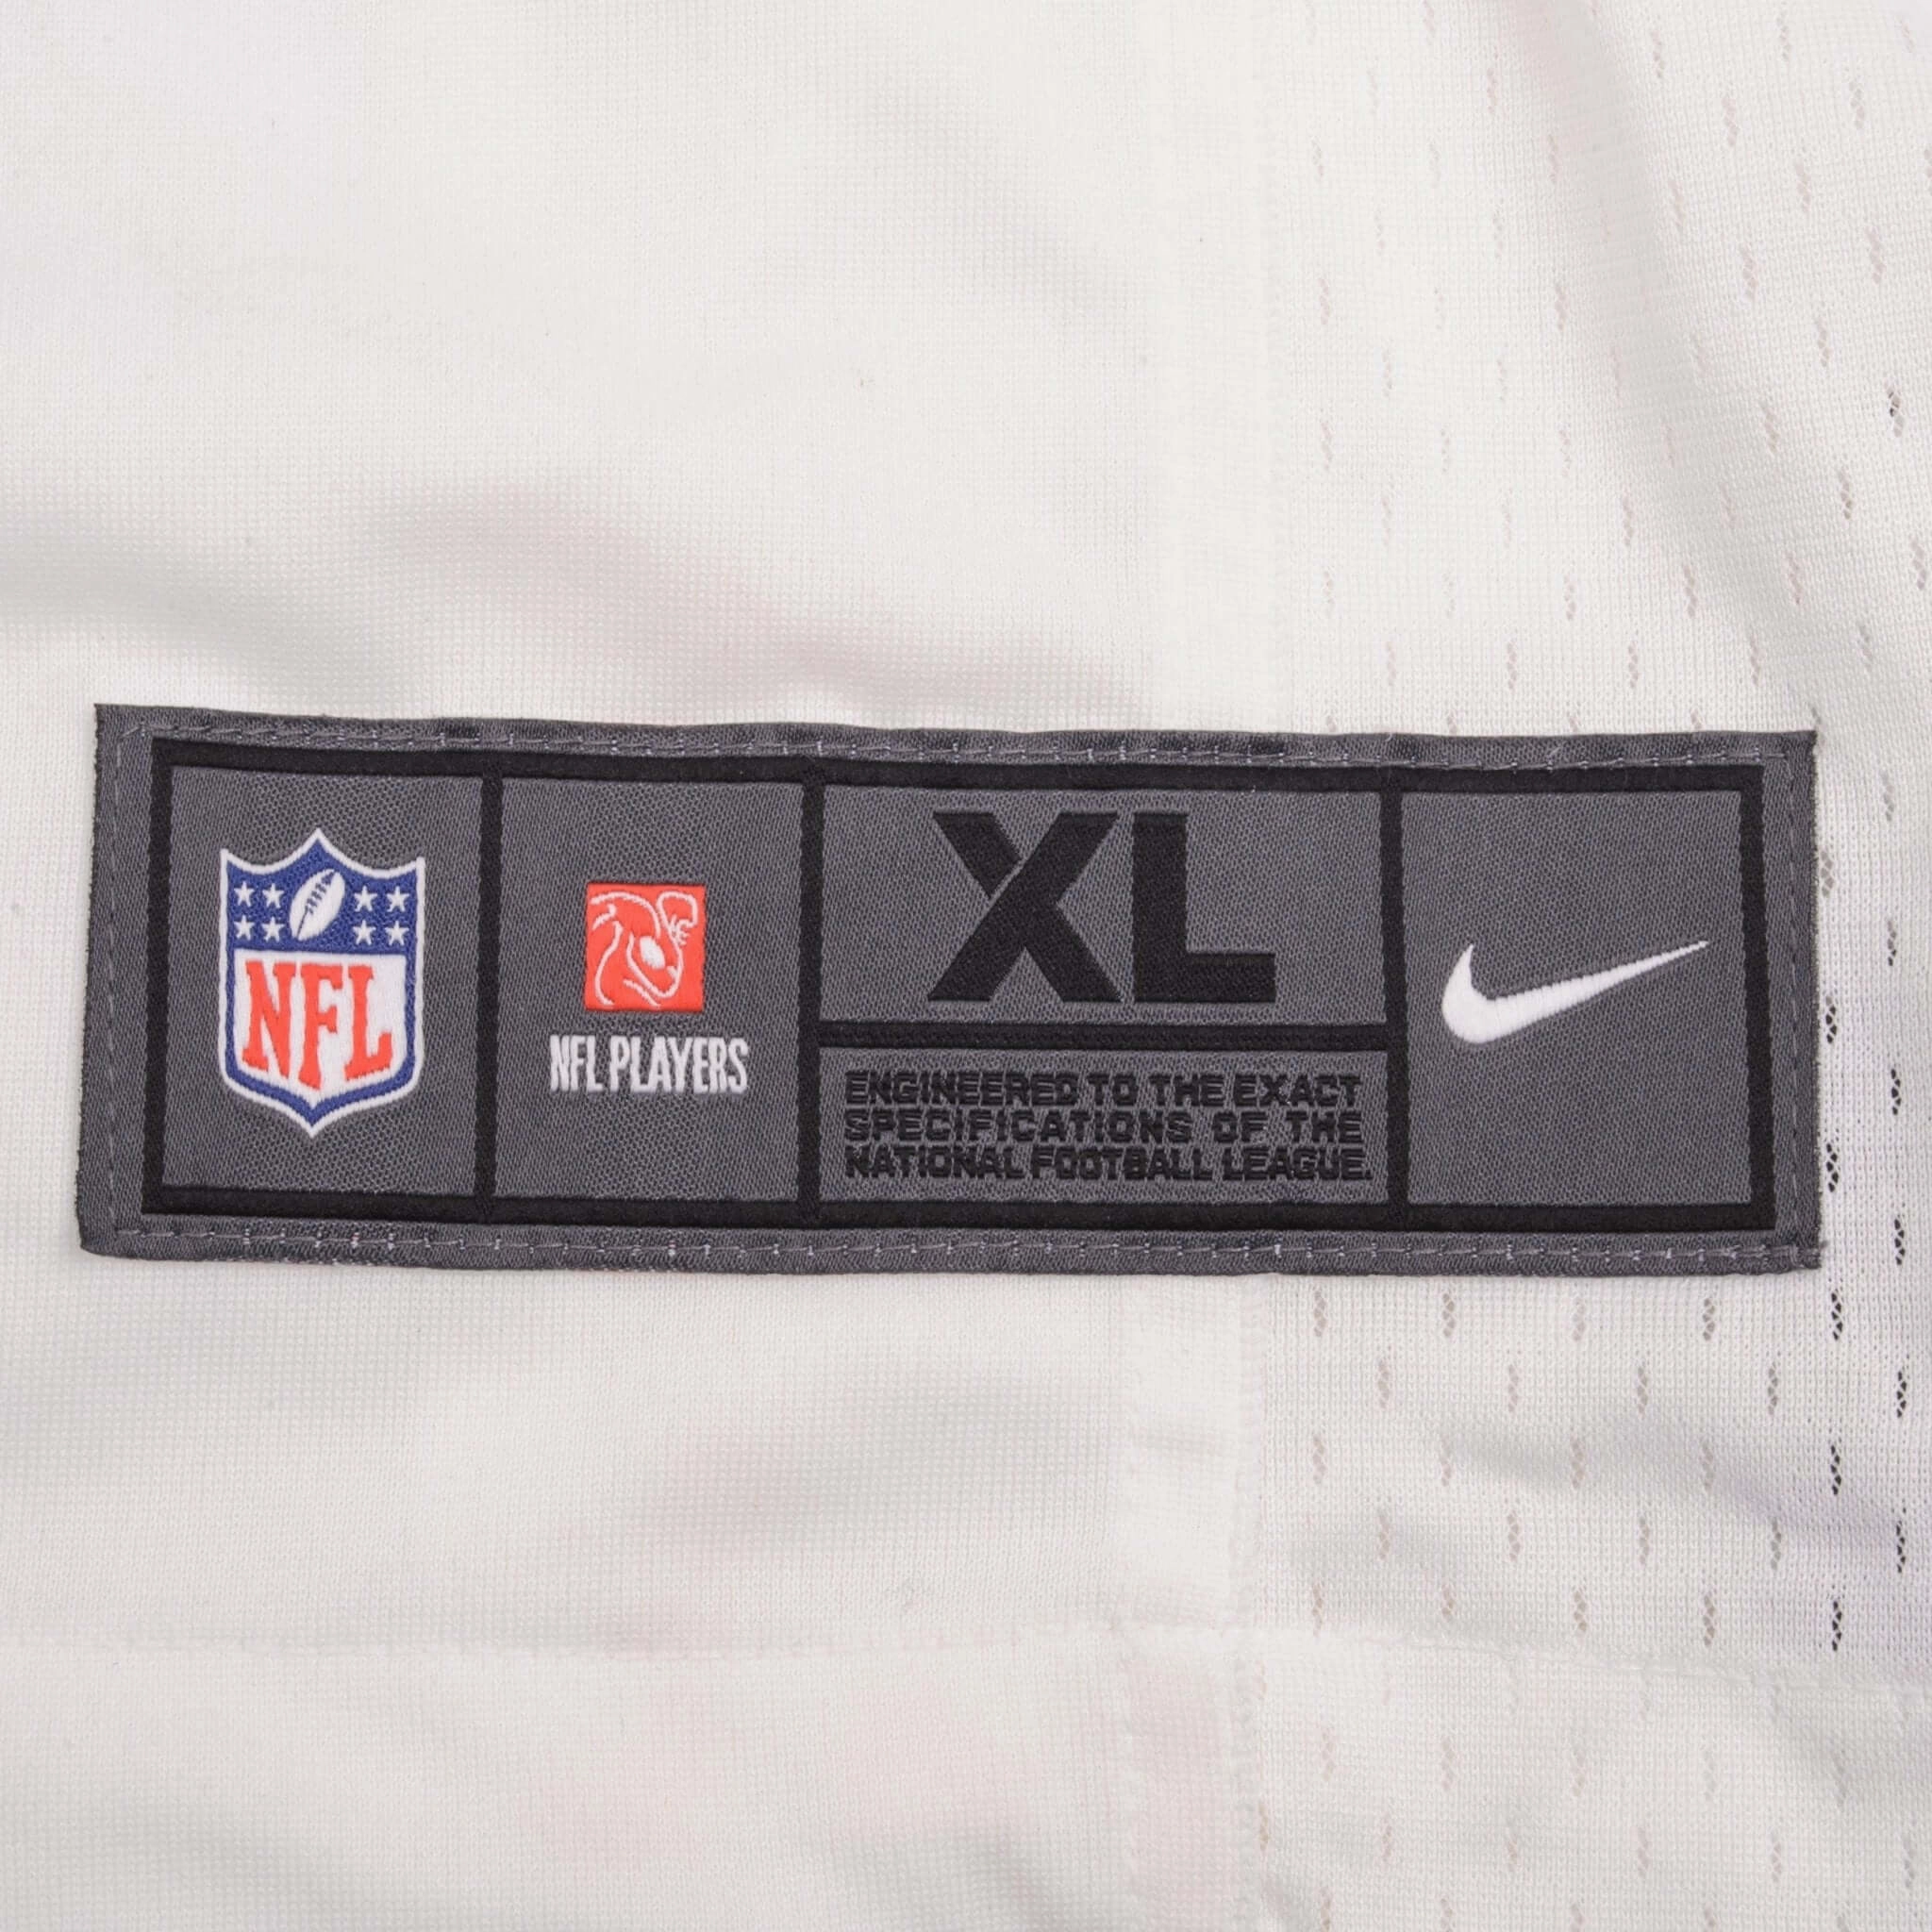 NFL
NFL PLAYERS
XL
ENGINEERED TO THE EXACT
SPECIFICATIONS OF THE
NATIONAL FOOTBALL LEAGUE.